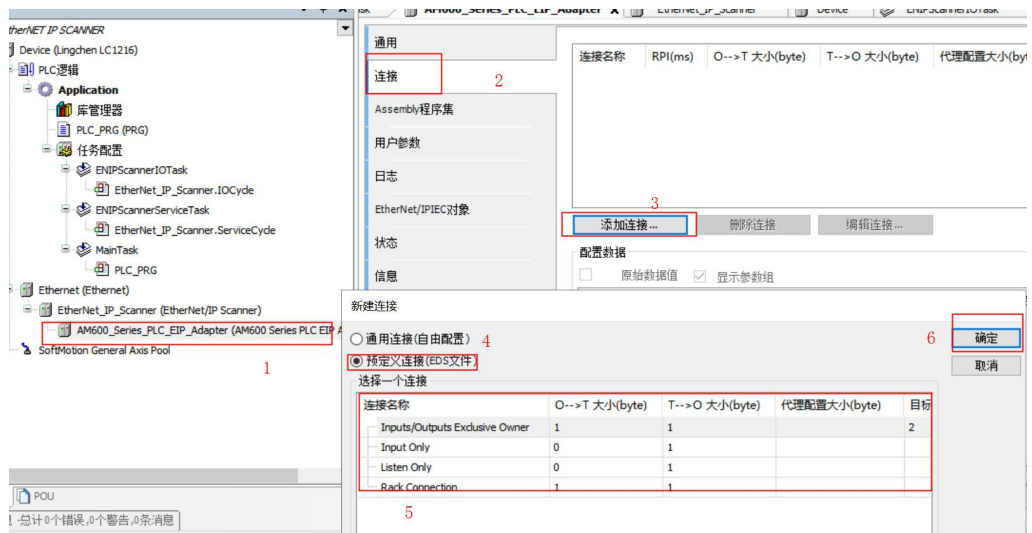 therNET IP SCANNER
Device (Lingchen LC1216)
PLC逻辑
Application
库管理器
PLC_PRG (PRG)
任务配置
ENIPScannerIOTask
EtherNet_IP_Scanner.IOCycle
ENIPScannerServiceTask
EtherNet_IP_Scanner.ServiceCycle
MainTask
PLC_PRG
Ethernet (Ethernet)
EtherNet_IP_Scanner (EtherNet/IP Scanner)
AM600_Series_PLC_EIP_Adapter (AM600 Series PLC EIP A
SoftMotion General Axis Pool
1
POU
总计0个错误,0个警告,0条消息
AM600_Series_PLC_EIP_Adapter X
EtherNet_IP_Scanner
Device
ENIPScannerIOTask
通用
连接
2
Assembly程序集
用户参数
日志
EtherNet/IPIEC对象
状态
信息
连接名称 RPI(ms) O-->T 大小(byte) T-->O 大小(byte) 代理配置大小(by
3
添加连接... 删除连接 编辑连接...
配置数据
原始数据值 显示参数组
新建连接
通用连接(自由配置) 4
预定义连接(EDS文件)
6 确定
取消
选择一个连接
连接名称 O-->T 大小(byte) T-->O 大小(byte) 代理配置大小(byte) 目标
Inputs/Outputs Exclusive Owner 1 1 2
Input Only 0 1
Listen Only 0 1
Rack Connection 1 1
5